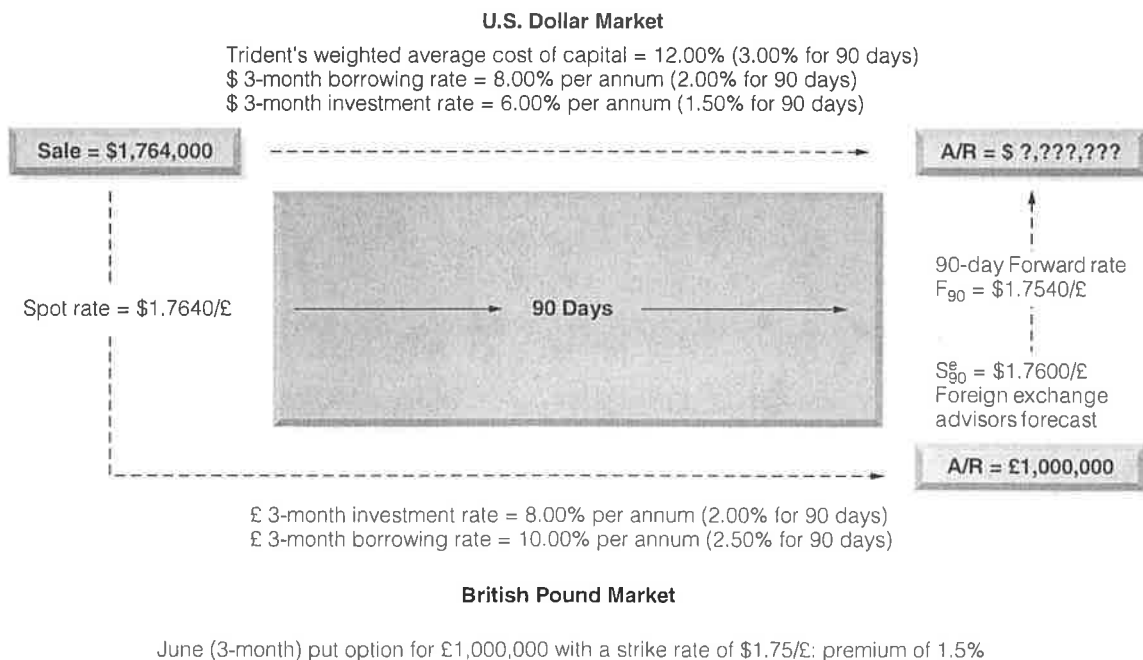 U.S. Dollar Market
Trident's weighted average cost of capital = 12.00% (3.00% for 90 days)
$ 3-month borrowing rate = 8.00% per annum (2.00% for 90 days)
$ 3-month investment rate = 6.00% per annum (1.50% for 90 days)
Sale = $1,764,000
A/R = $ ?,???,???
90-day Forward rate
F90 = $1.7540/£
Spot rate = $1.7640/£
90 Days
Se90 = $1.7600/£
Foreign exchange
advisors forecast
A/R = £1,000,000
£ 3-month investment rate = 8.00% per annum (2.00% for 90 days)
£ 3-month borrowing rate = 10.00% per annum (2.50% for 90 days)
British Pound Market
June (3-month) put option for £1,000,000 with a strike rate of $1.75/£; premium of 1.5%